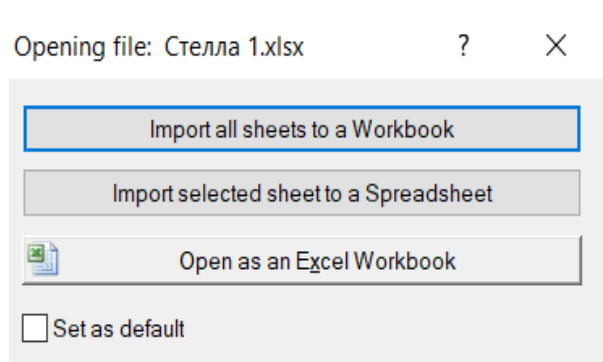 Opening file: Стелла 1.xlsx ? ×
Import all sheets to a Workbook
Import selected sheet to a Spreadsheet
Open as an Excel Workbook
Set as default